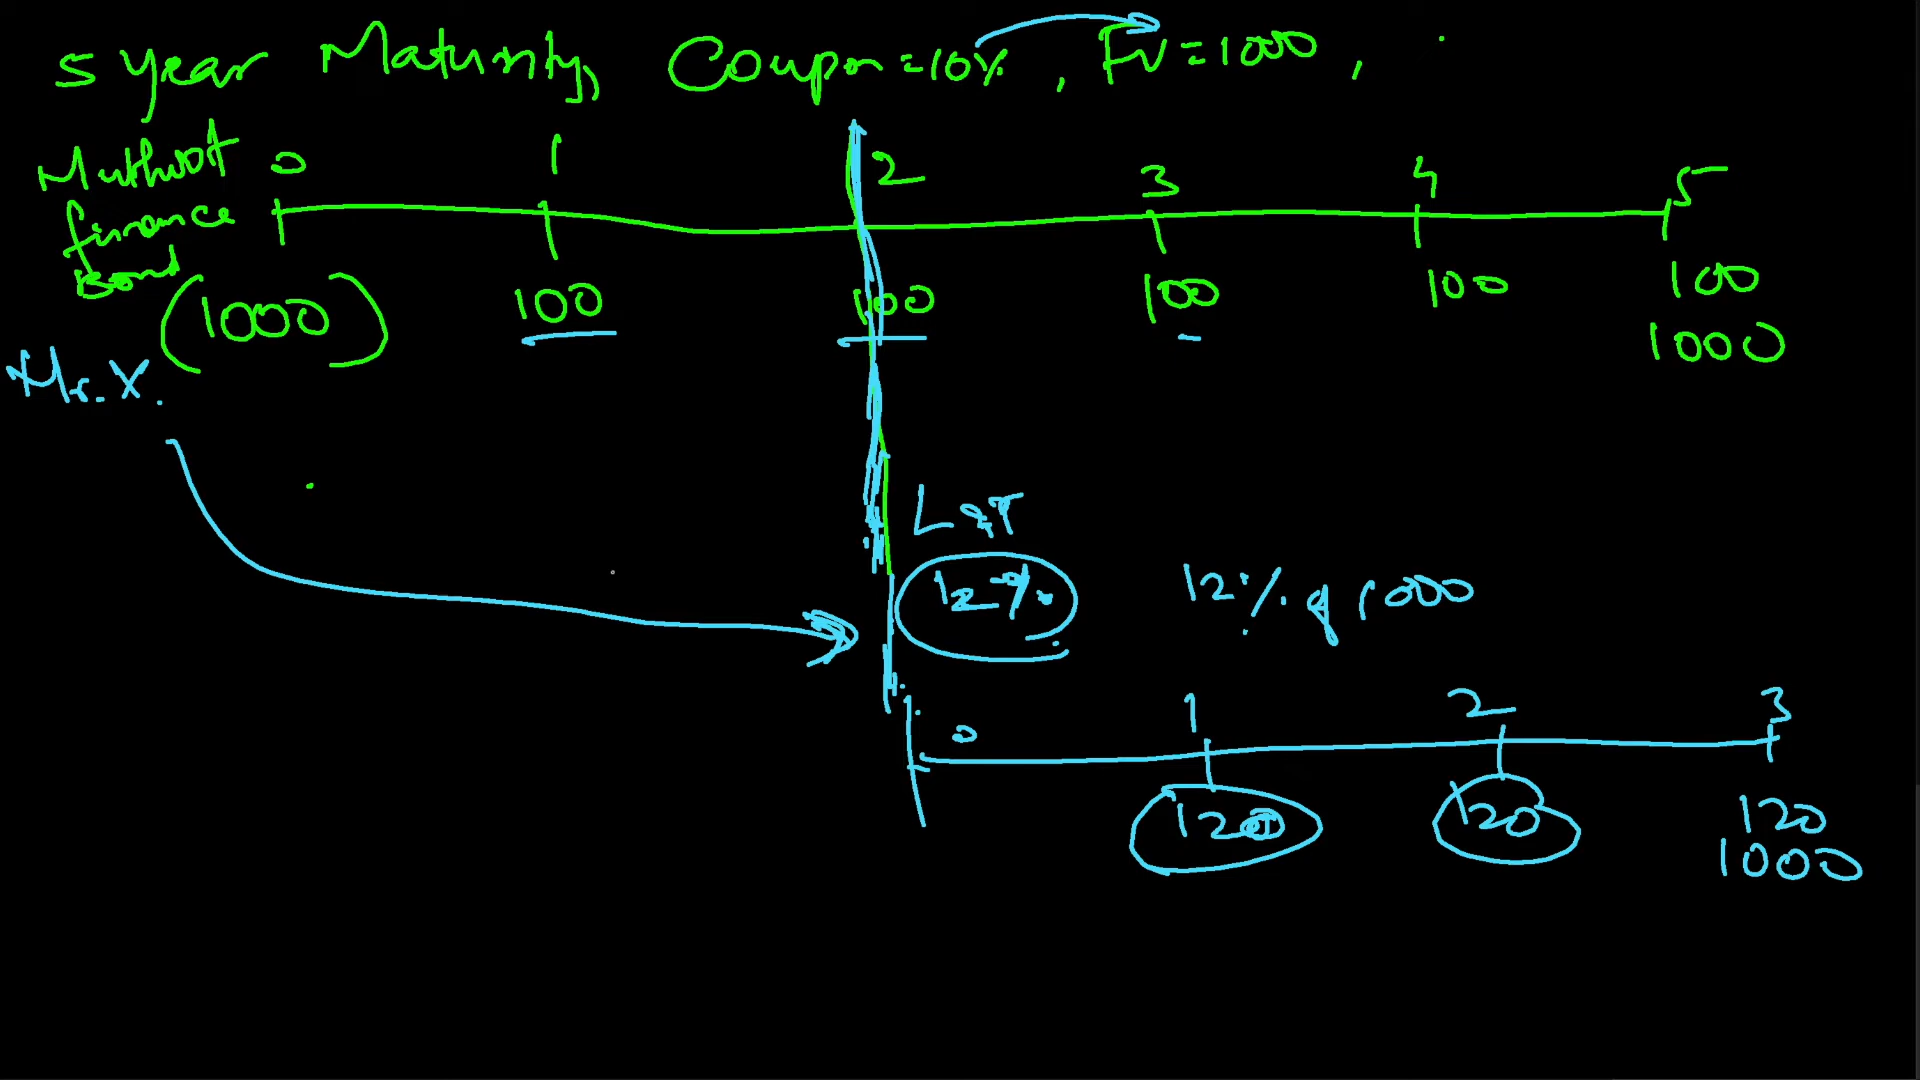 5 year Maturity, Coupon = 10%, FV = 1000,
Muthoot finance Bond
0 1 2 3 4 5
(1000) 100 100 100 100 100
1000
Mr. X.
L&T
12%
12% of 1000
0 1 2 3
120 120 120
1000